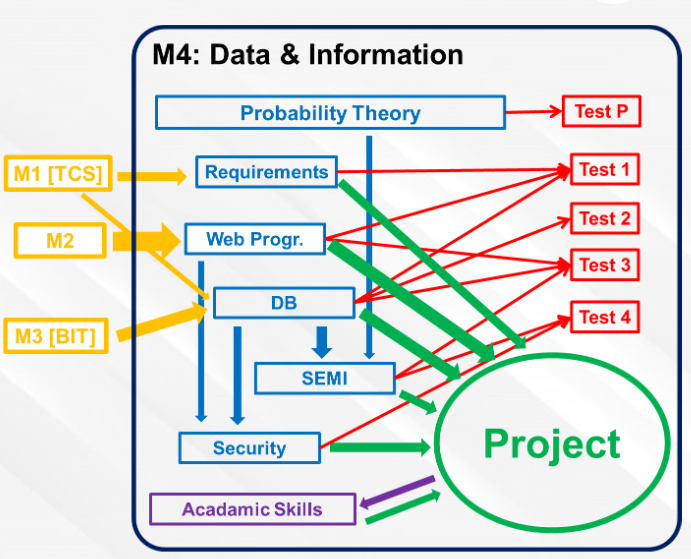 M4: Data & Information
Probability Theory
Test P
M1 [TCS]
Requirements
Test 1
M2
Web Progr.
Test 2
Test 3
DB
M3 [BIT]
Test 4
SEMI
Security
Project
Acadamic Skills